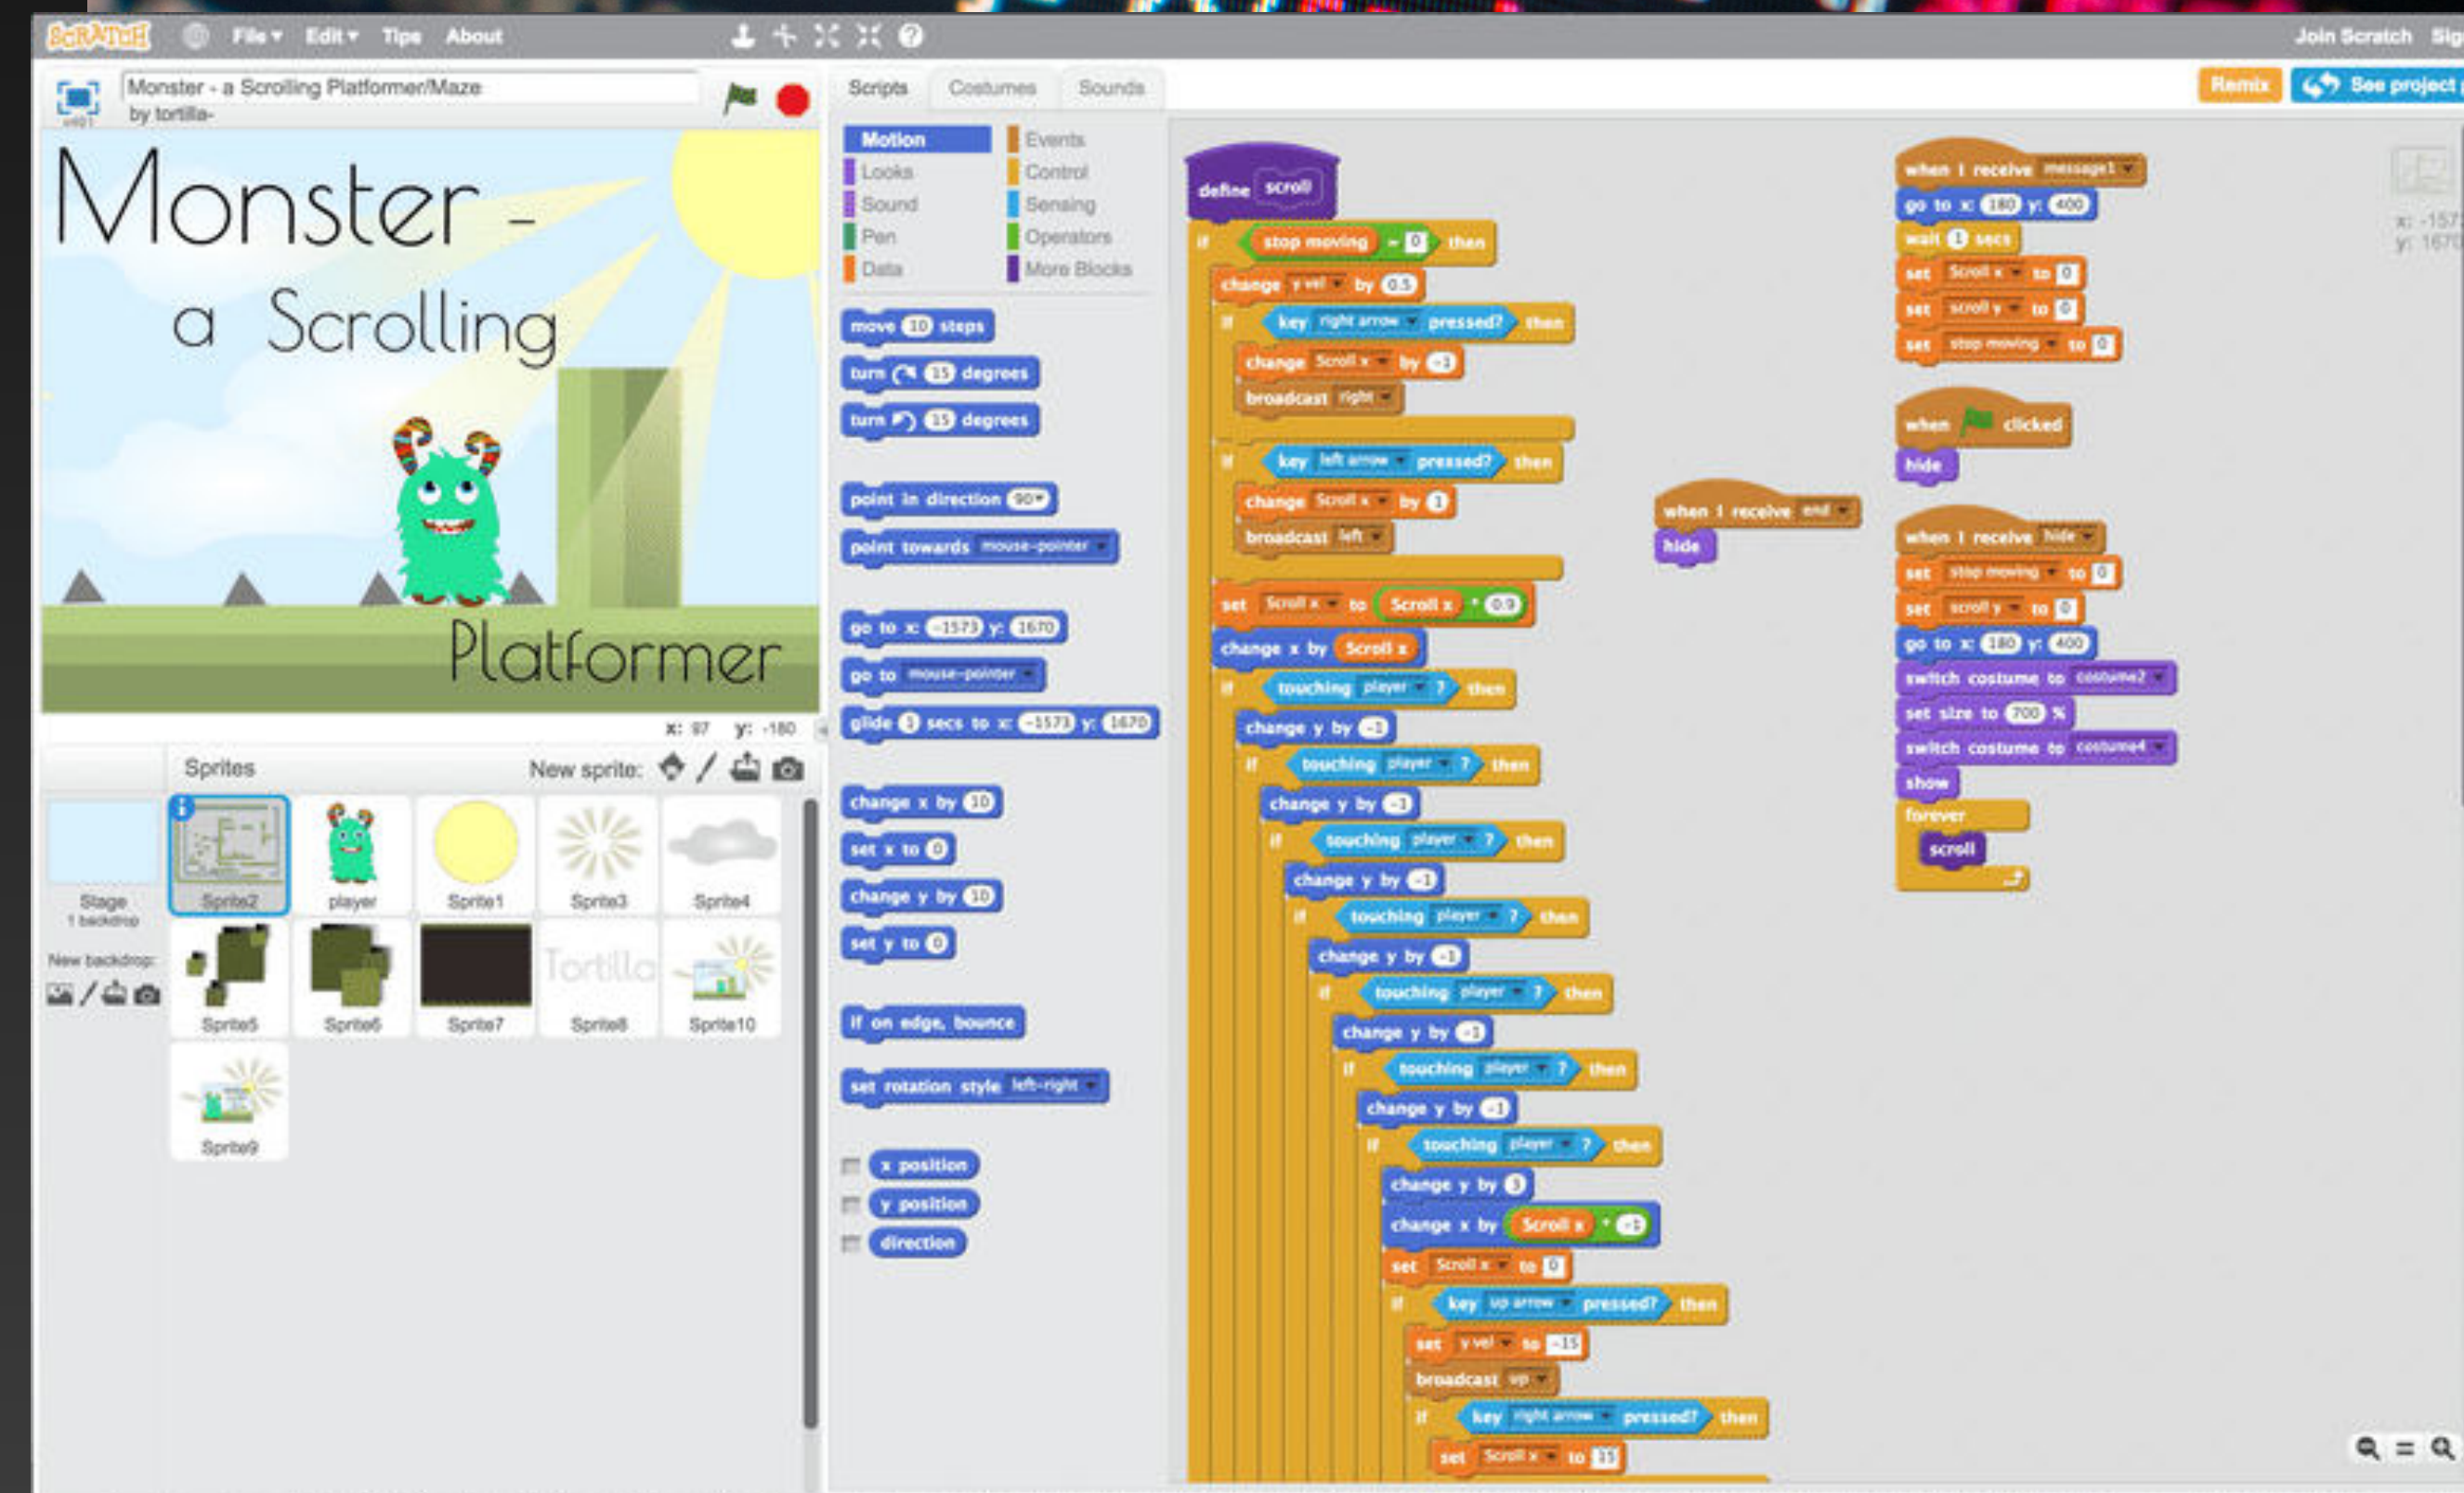 SCRATCH File Edit Tips About
Join Scratch
Monster - a Scrolling Platformer/Maze
by tortilla-
Remix
See project
Monster -
a Scrolling
Platformer
x: 97 y: -180
Sprites
New sprite:
Stage
1 backdrop
New backdrop:
Sprite2
player
Sprite1
Sprite3
Sprite4
Sprite5
Sprite6
Sprite7
Tortilla
Sprite8
Sprite10
Sprite9
Scripts
Costumes
Sounds
Motion
Looks
Sound
Pen
Data
Events
Control
Sensing
Operators
More Blocks
move 10 steps
turn 15 degrees
turn 15 degrees
point in direction 90
point towards mouse-pointer
go to x: -1573 y: 1670
go to mouse-pointer
glide 1 secs to x: -1573 y: 1670
change x by 10
set x to 0
change y by 10
set y to 0
if on edge, bounce
set rotation style left-right
x position
y position
direction
define scroll
if stop moving = 0 then
change y vel by 0.5
if key right arrow pressed? then
change Scroll x by -1
broadcast right
if key left arrow pressed? then
change Scroll x by 1
broadcast left
set Scroll x to Scroll x * 0.9
change x by Scroll x
if touching player ? then
change y by -1
if touching player ? then
change y by -1
if touching player ? then
change y by -1
if touching player ? then
change y by -1
if touching player ? then
change y by -1
if touching player ? then
change y by -1
if touching player ? then
change y by 3
change x by Scroll x * -1
set Scroll x to 0
if key up arrow pressed? then
set y vel to -15
broadcast up
if key right arrow pressed? then
set Scroll x to 15
when I receive end
hide
when I receive message1
go to x: 180 y: 400
wait 1 secs
set Scroll x to 0
set scroll y to 0
set stop moving to 0
when clicked
hide
when I receive hide
set stop moving to 0
set scroll y to 0
go to x: 180 y: 400
switch costume to costume2
set size to 700 %
switch costume to costume4
show
forever
scroll